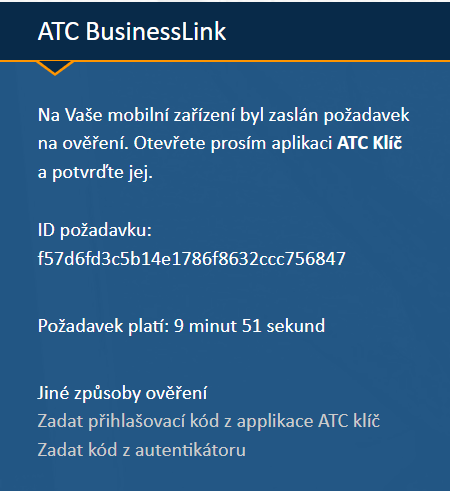 ATC BusinessLink
Na Vaše mobilní zařízení byl zaslán požadavek
na ověření. Otevřete prosím aplikaci ATC Klíč
a potvrďte jej.
ID požadavku:
f57d6fd3c5b14e1786f8632ccc756847
Požadavek platí: 9 minut 51 sekund
Jiné způsoby ověření
Zadat přihlašovací kód z applikace ATC klíč
Zadat kód z autentikátoru